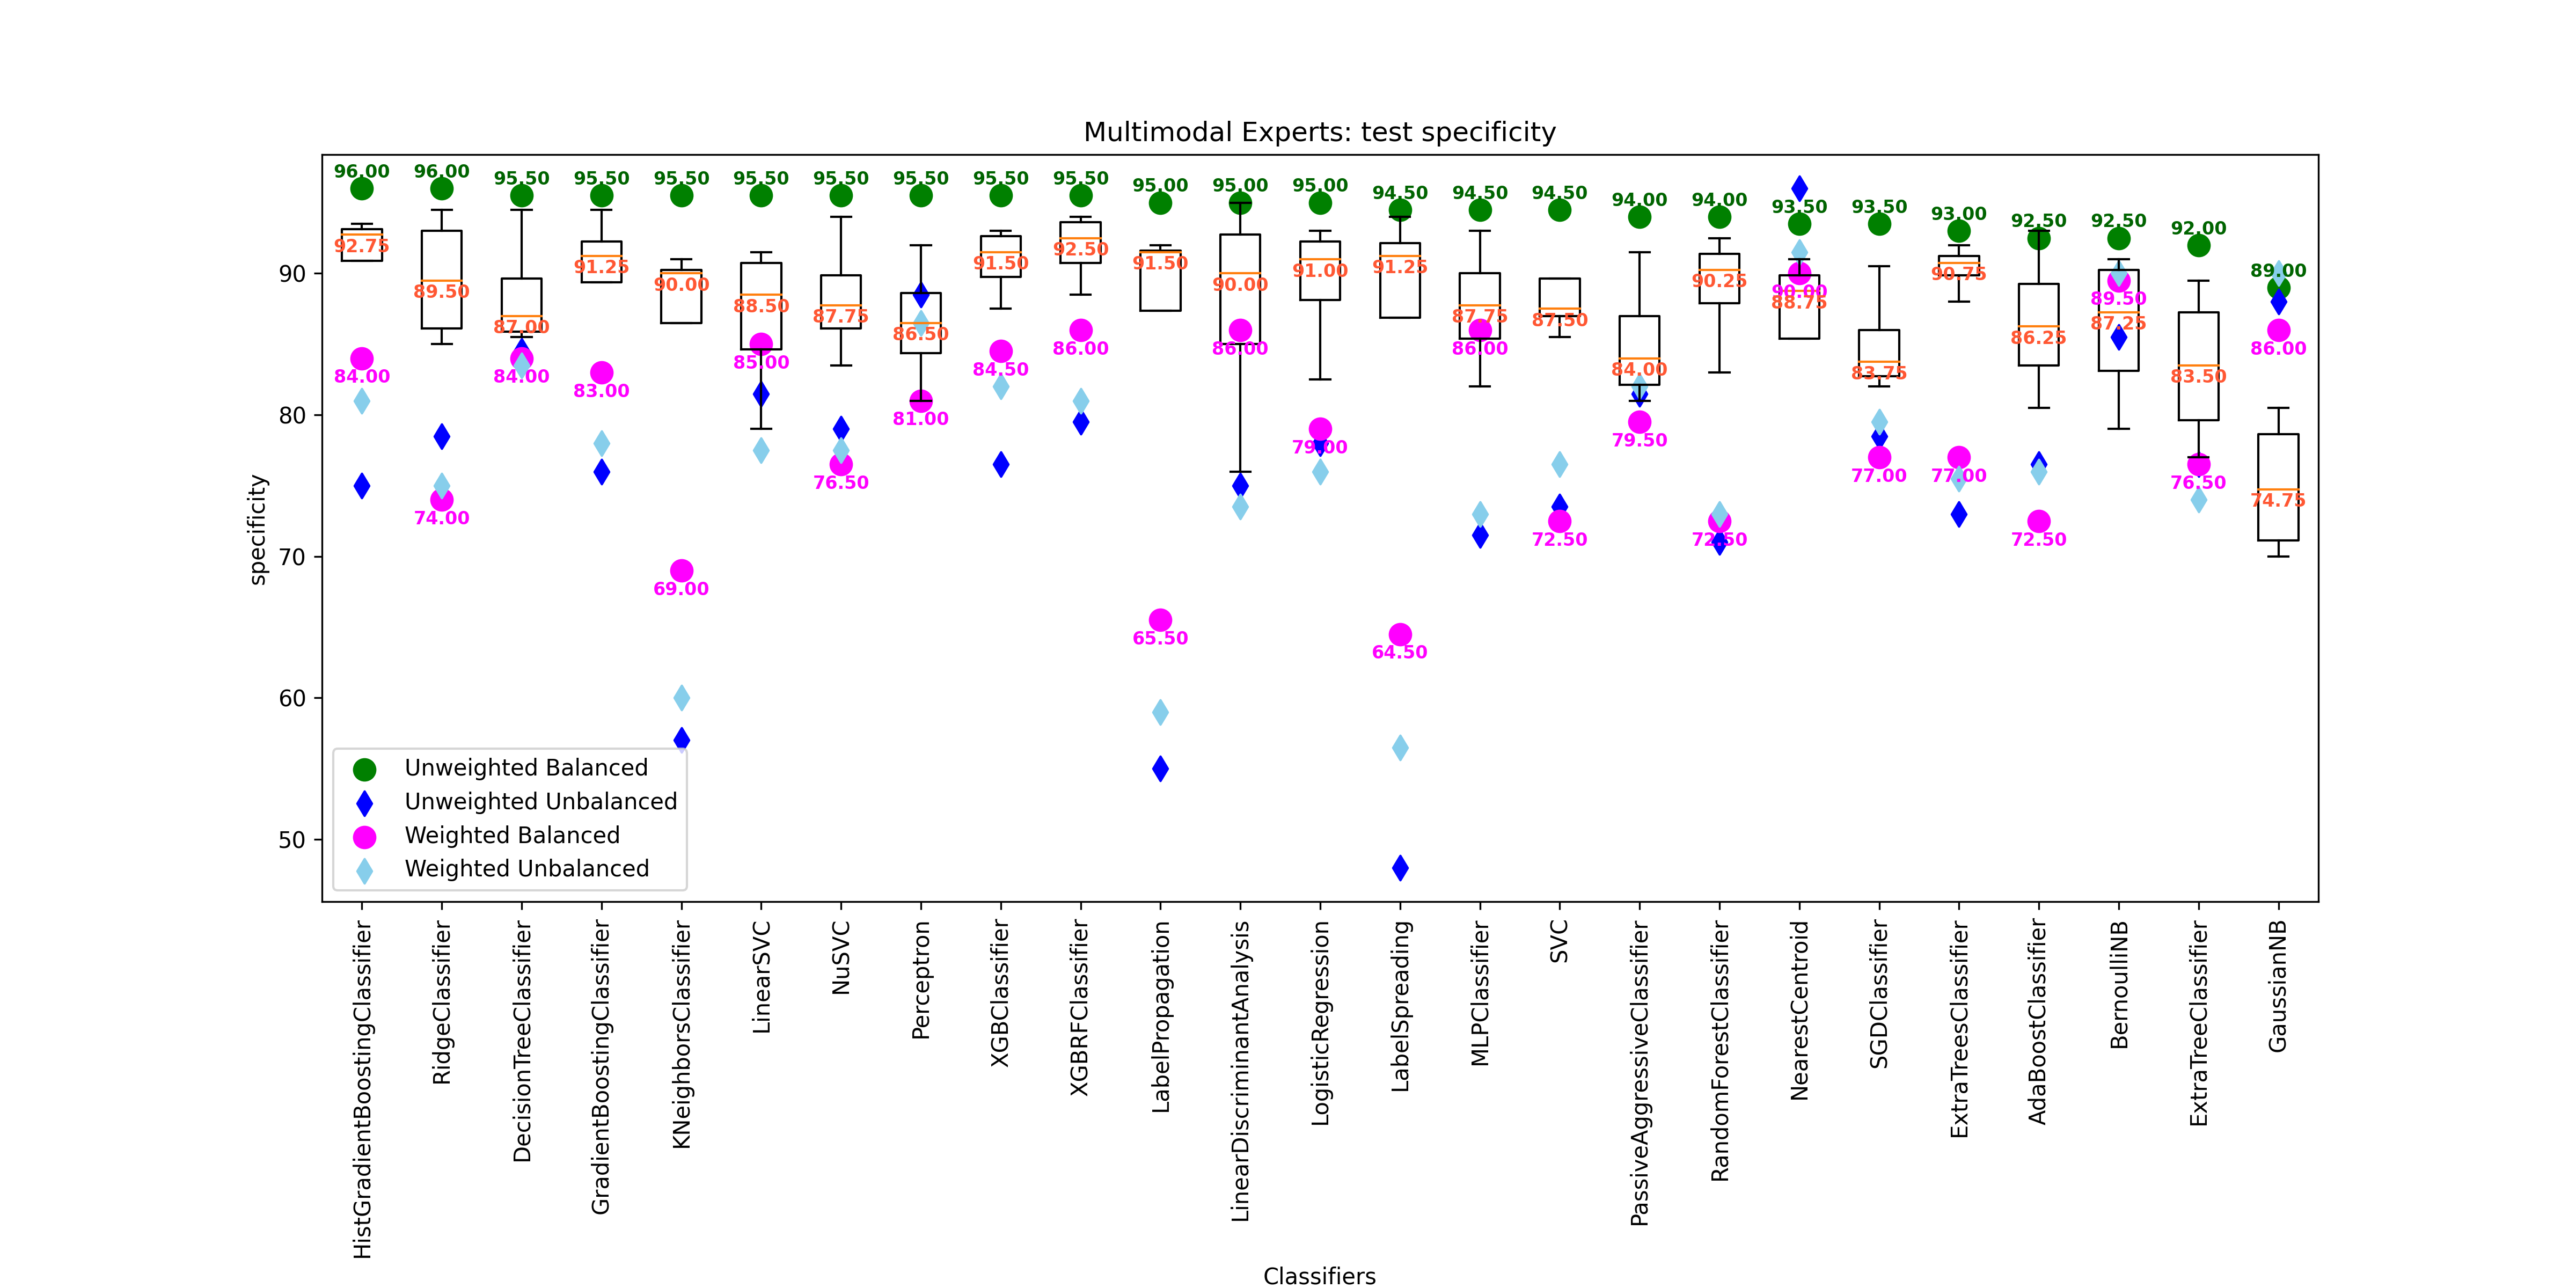 Multimodal Experts: test specificity
96.00 96.00 95.50 95.50 95.50 95.50 95.50 95.50 95.50 95.50 95.00 95.00 95.00 94.50 94.50 94.50 94.00 94.00 93.50 93.50 93.00 92.50 92.50 92.00 89.00
92.75 89.50 87.00 91.25 90.00 88.50 87.75 86.50 91.50 92.50 91.50 90.00 91.00 91.25 87.75 87.50 84.00 90.25 88.75 83.75 90.75 86.25 87.25 83.50 74.75
84.00 74.00 84.00 83.00 69.00 85.00 76.50 81.00 84.50 86.00 65.50 86.00 79.00 64.50 86.00 72.50 79.50 72.50 90.00 77.00 77.00 72.50 89.50 76.50 86.00
specificity
90
80
70
60
50
Unweighted Balanced
Unweighted Unbalanced
Weighted Balanced
Weighted Unbalanced
HistGradientBoostingClassifier
RidgeClassifier
DecisionTreeClassifier
GradientBoostingClassifier
KNeighborsClassifier
LinearSVC
NuSVC
Perceptron
XGBClassifier
XGBRFClassifier
LabelPropagation
LinearDiscriminantAnalysis
LogisticRegression
LabelSpreading
MLPClassifier
SVC
PassiveAggressiveClassifier
RandomForestClassifier
NearestCentroid
SGDClassifier
ExtraTreesClassifier
AdaBoostClassifier
BernoulliNB
ExtraTreeClassifier
GaussianNB
Classifiers